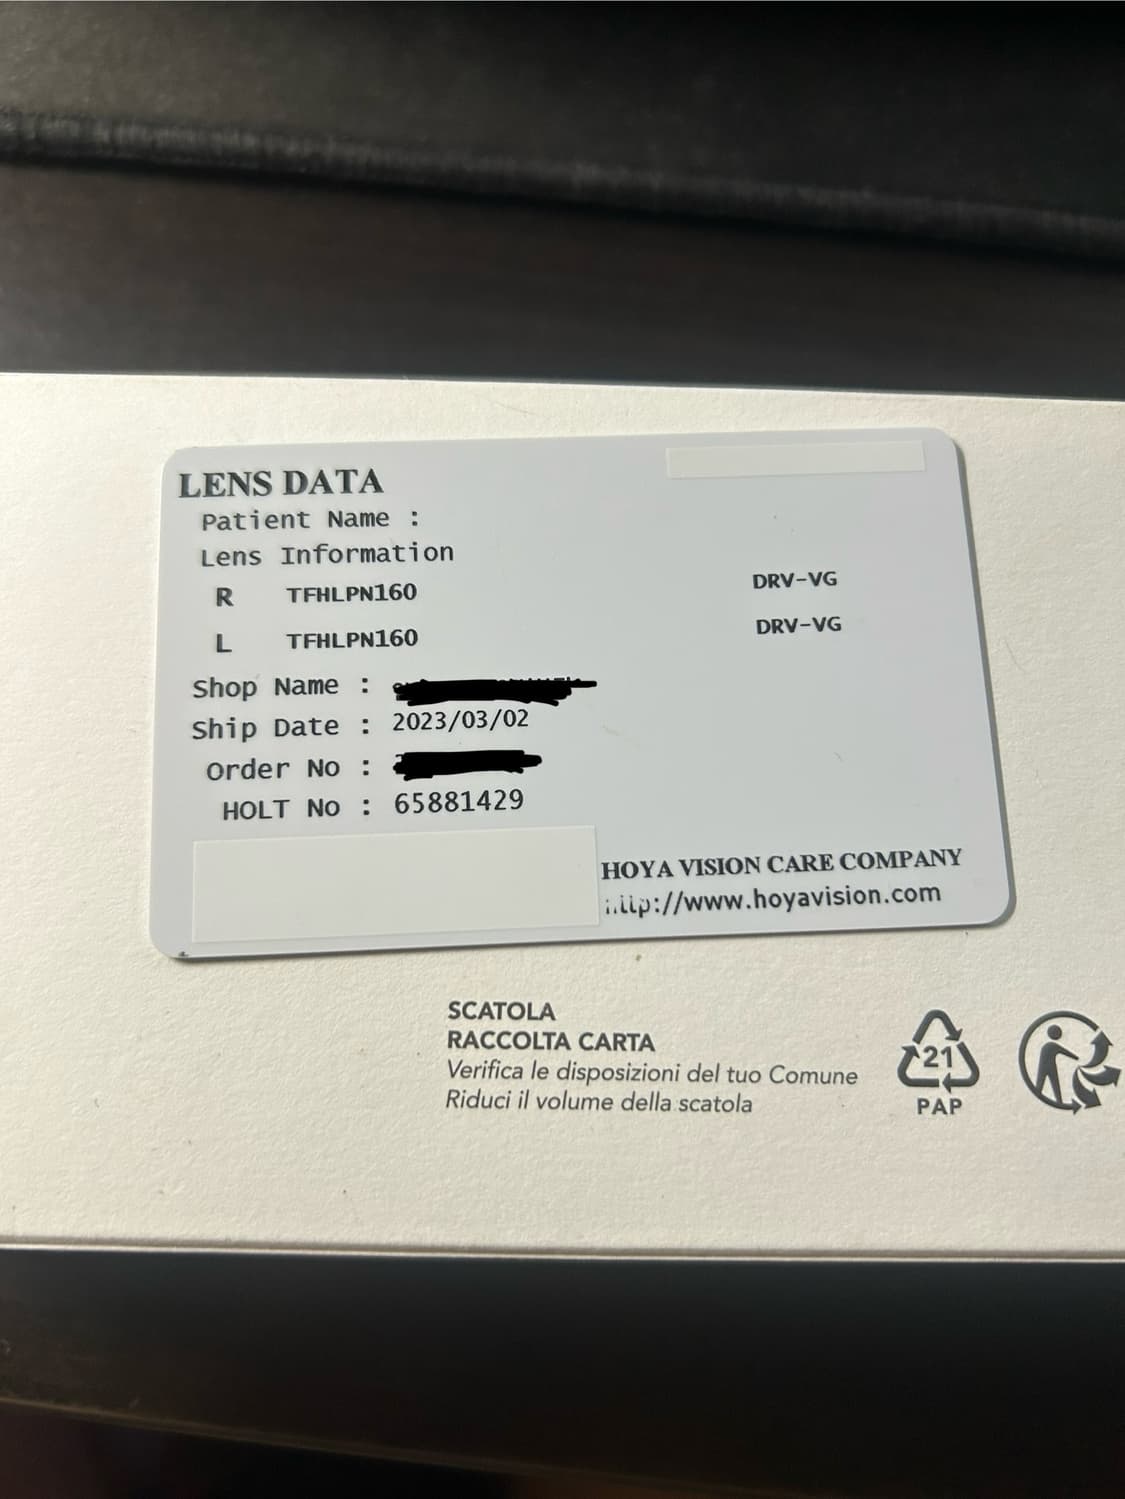 LENS DATA
Patient Name :
Lens Information
R TFHLPN160 DRV-VG
L TFHLPN160 DRV-VG
Shop Name :
Ship Date : 2023/03/02
Order No :
HOLT No : 65881429
HOYA VISION CARE COMPANY
http://www.hoyavision.com
SCATOLA
RACCOLTA CARTA
Verifica le disposizioni del tuo Comune
Riduci il volume della scatola
21
PAP